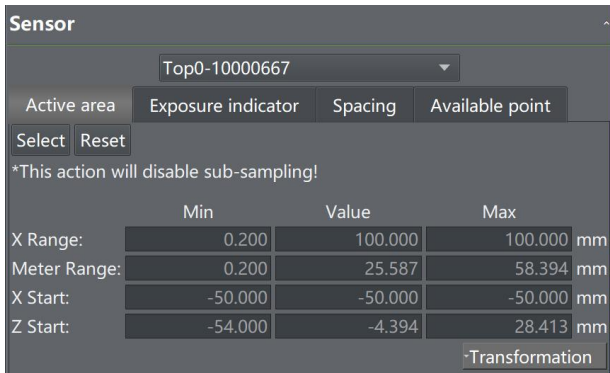 Sensor
Top0-10000667
Active area Exposure indicator Spacing Available point
Select Reset
*This action will disable sub-sampling!
Min Value Max
X Range: 0.200 100.000 100.000 mm
Meter Range: 0.200 25.587 58.394 mm
X Start: -50.000 -50.000 -50.000 mm
Z Start: -54.000 -4.394 28.413 mm
Transformation